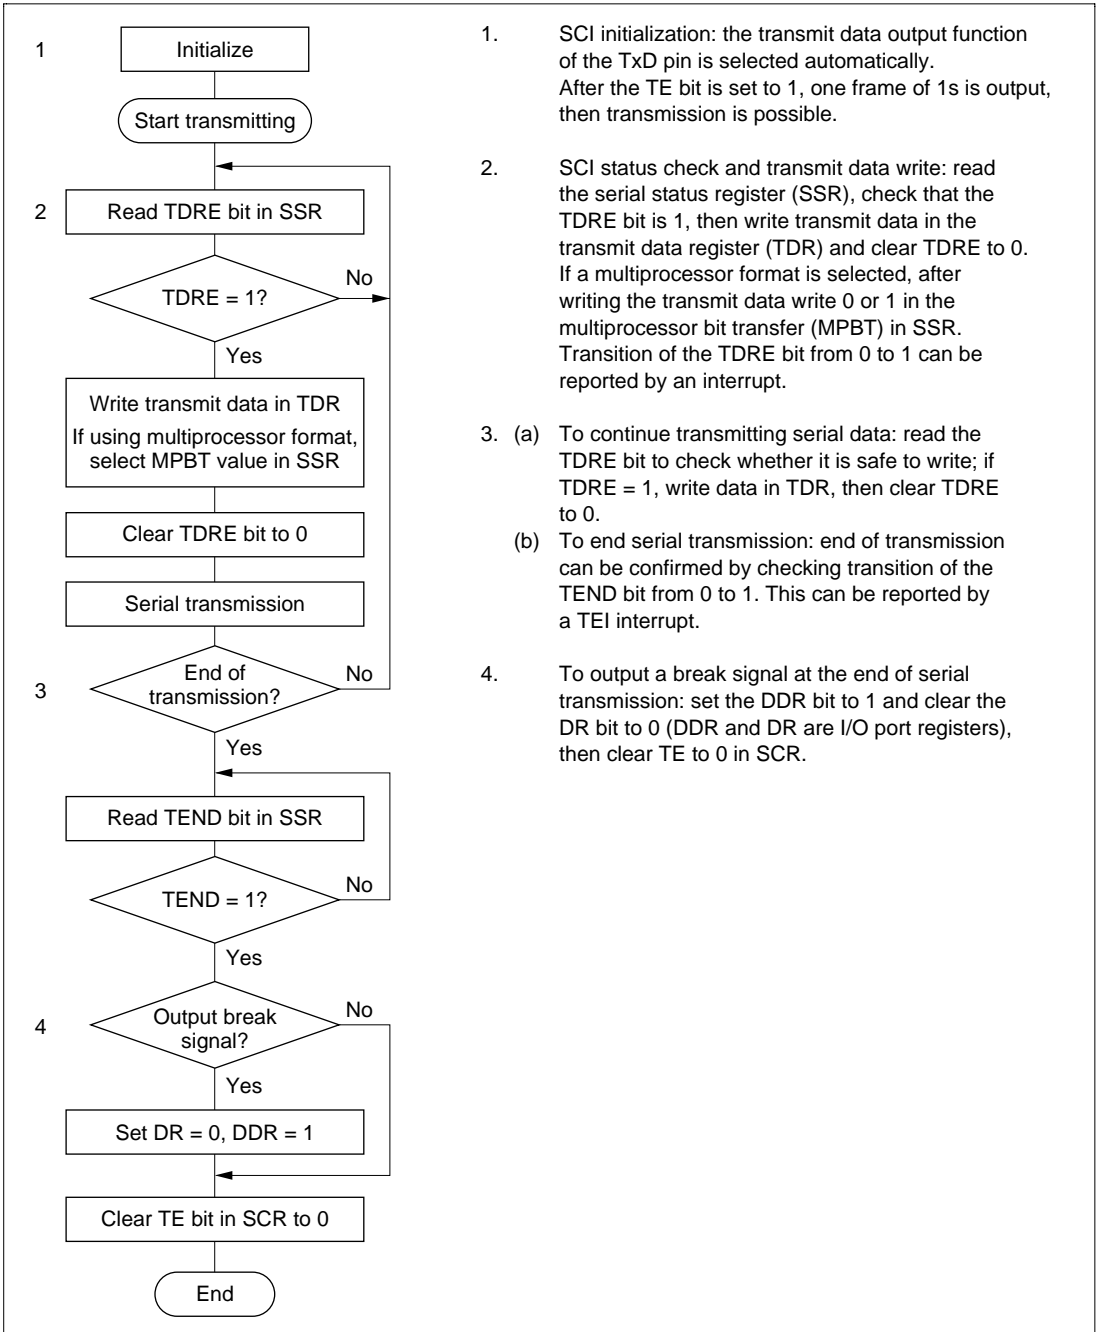 1
Initialize
Start transmitting
2
Read TDRE bit in SSR
TDRE = 1?
No
Yes
Write transmit data in TDR
If using multiprocessor format,
select MPBT value in SSR
Clear TDRE bit to 0
Serial transmission
3
End of
transmission?
No
Yes
Read TEND bit in SSR
TEND = 1?
No
Yes
4
Output break
signal?
No
Yes
Set DR = 0, DDR = 1
Clear TE bit in SCR to 0
End
1. SCI initialization: the transmit data output function
of the TxD pin is selected automatically.
After the TE bit is set to 1, one frame of 1s is output,
then transmission is possible.
2. SCI status check and transmit data write: read
the serial status register (SSR), check that the
TDRE bit is 1, then write transmit data in the
transmit data register (TDR) and clear TDRE to 0.
If a multiprocessor format is selected, after
writing the transmit data write 0 or 1 in the
multiprocessor bit transfer (MPBT) in SSR.
Transition of the TDRE bit from 0 to 1 can be
reported by an interrupt.
3. (a) To continue transmitting serial data: read the
TDRE bit to check whether it is safe to write; if
TDRE = 1, write data in TDR, then clear TDRE
to 0.
(b) To end serial transmission: end of transmission
can be confirmed by checking transition of the
TEND bit from 0 to 1. This can be reported by
a TEI interrupt.
4. To output a break signal at the end of serial
transmission: set the DDR bit to 1 and clear the
DR bit to 0 (DDR and DR are I/O port registers),
then clear TE to 0 in SCR.